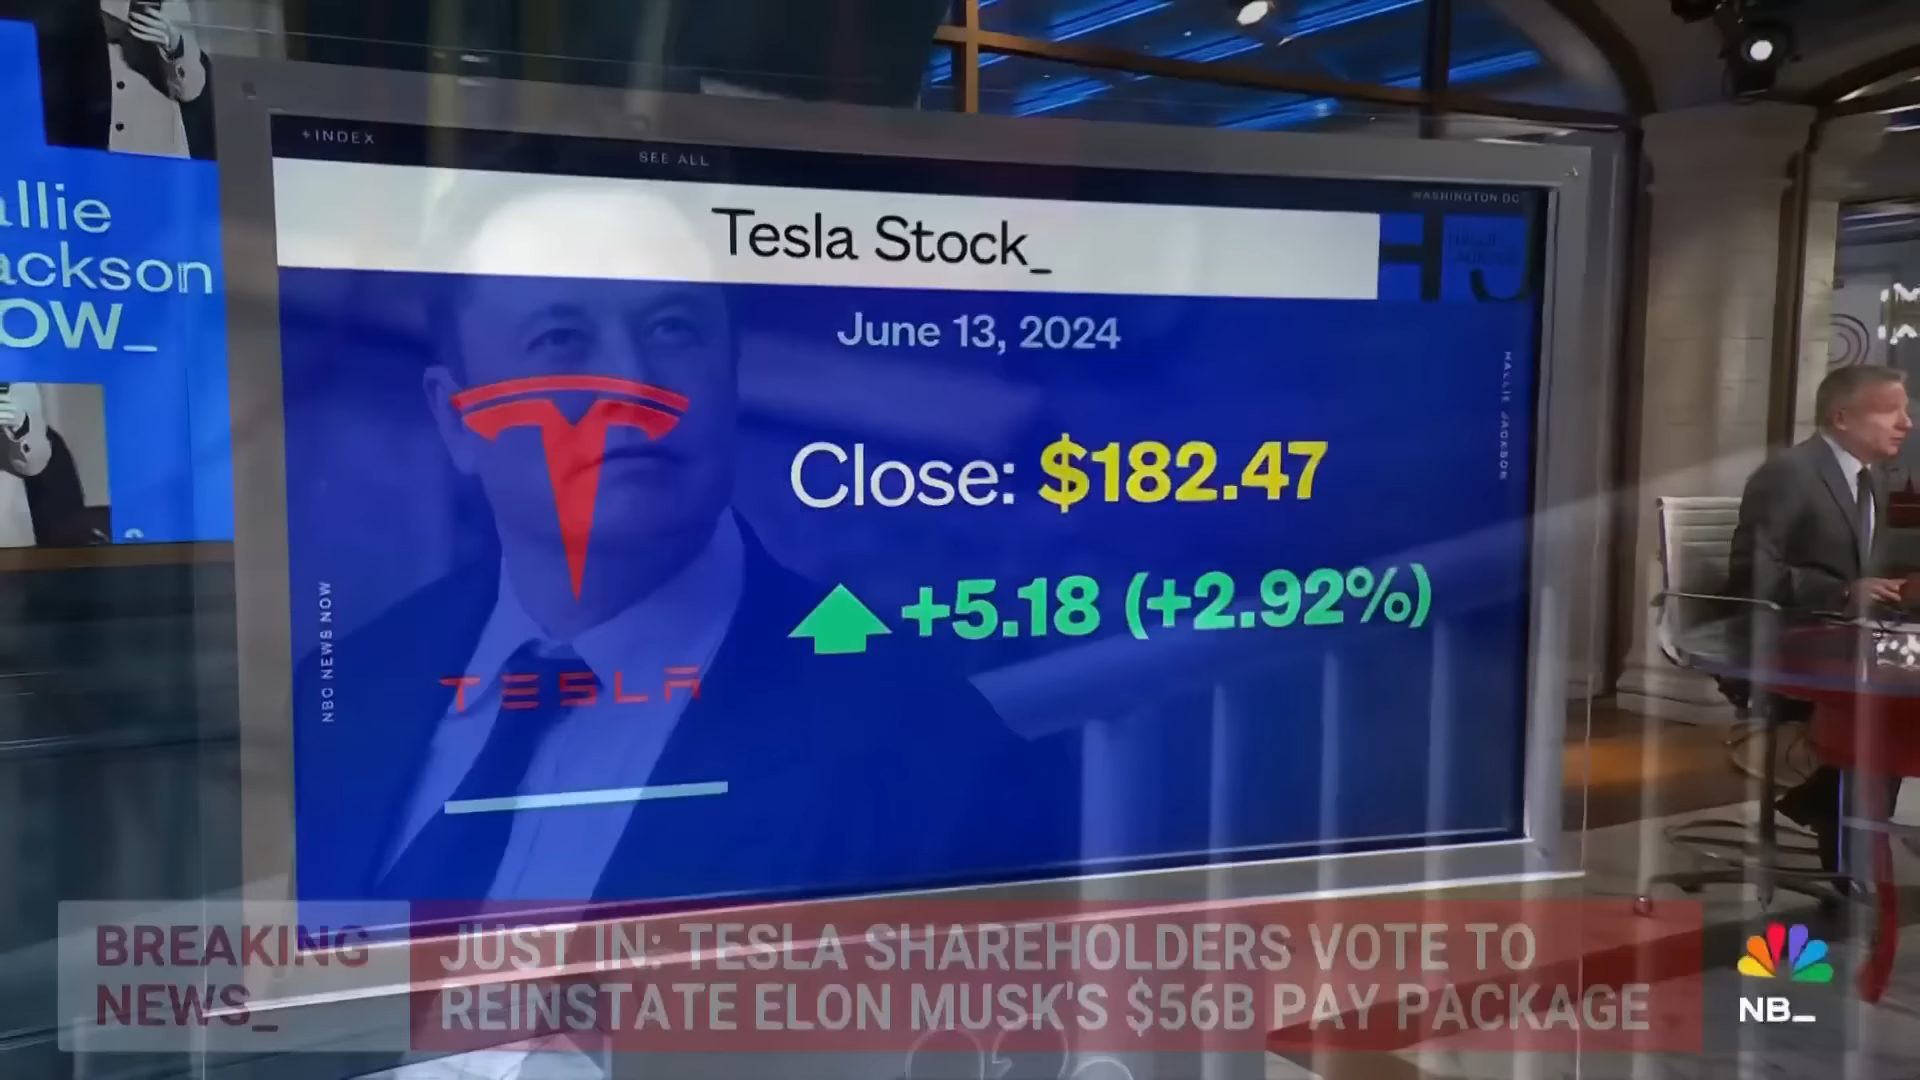 +INDEX
SEE ALL
WASHINGTON DC
allie
ackson
OW_
Tesla Stock_
HJ
June 13, 2024
HALLIE JACKSON
Close: $182.47
+5.18 (+2.92%)
NBC NEWS NOW
TESLA
BREAKING
NEWS_
JUST IN: TESLA SHAREHOLDERS VOTE TO
REINSTATE ELON MUSK'S $56B PAY PACKAGE
NB_